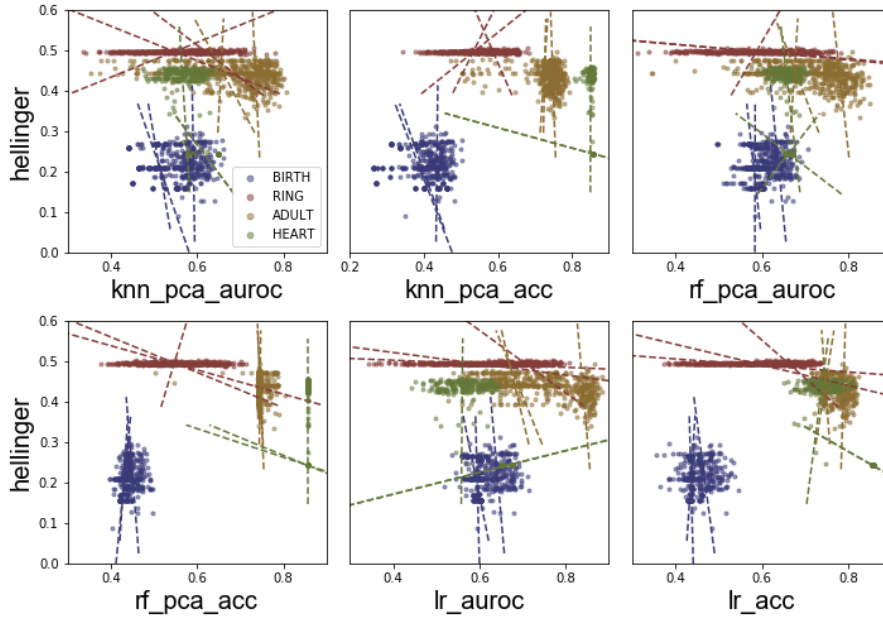 0.6
0.5
0.4
0.3
0.2
0.1
0.0
hellinger
BIRTH
RING
ADULT
HEART
0.4 0.6 0.8
knn_pca_auroc
0.2 0.4 0.6 0.8
knn_pca_acc
0.4 0.6 0.8
rf_pca_auroc
0.6
0.5
0.4
0.3
0.2
0.1
0.0
hellinger
0.4 0.6 0.8
rf_pca_acc
0.4 0.6 0.8
lr_auroc
0.4 0.6 0.8
lr_acc